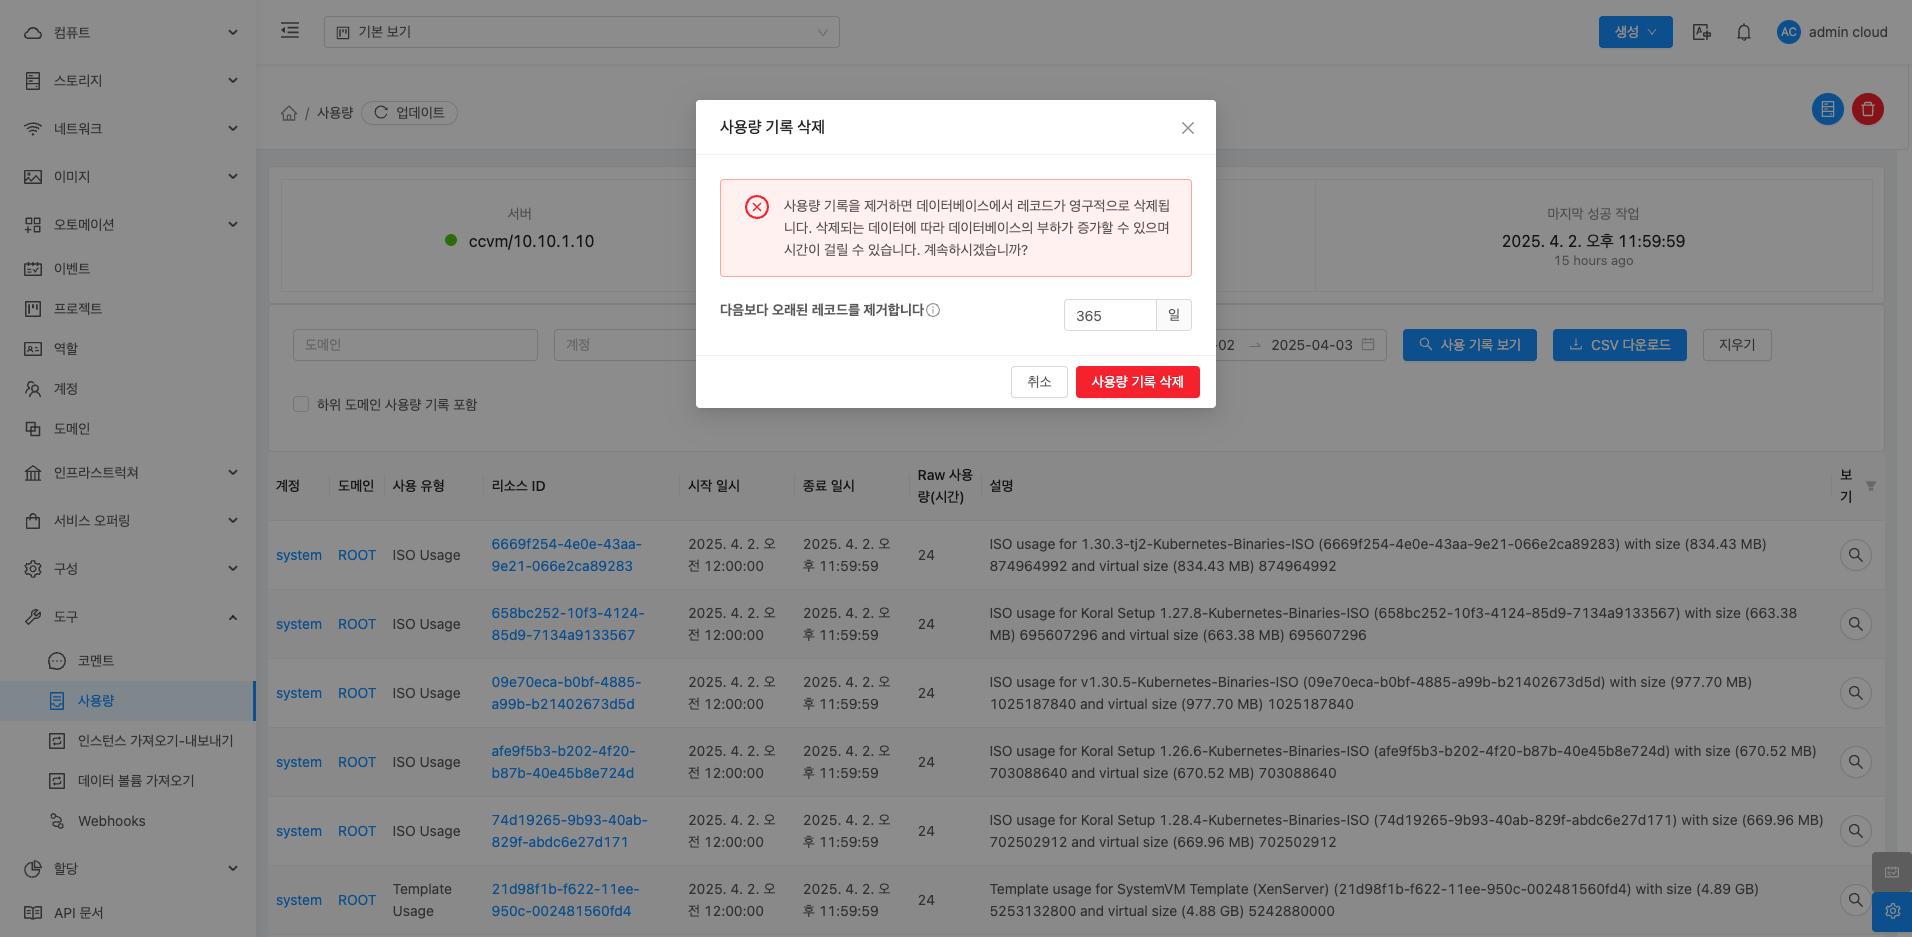 컴퓨트
스토리지
네트워크
이미지
오토메이션
이벤트
프로젝트
역할
계정
도메인
인프라스트럭쳐
서비스 오퍼링
구성
도구
코멘트
사용량
인스턴스 가져오기-내보내기
데이터 볼륨 가져오기
Webhooks
할당
API 문서
기본 보기
생성
AC admin cloud
/ 사용량 업데이트
서버
ccvm/10.10.1.10
마지막 성공 작업
2025. 4. 2. 오후 11:59:59
15 hours ago
사용량 기록 삭제
사용량 기록을 제거하면 데이터베이스에서 레코드가 영구적으로 삭제됩
니다. 삭제되는 데이터에 따라 데이터베이스의 부하가 증가할 수 있으며
시간이 걸릴 수 있습니다. 계속하시겠습니까?
다음보다 오래된 레코드를 제거합니다 365 일
취소 사용량 기록 삭제
도메인 계정 -02 → 2025-04-03 사용 기록 보기 CSV 다운로드 지우기
하위 도메인 사용량 기록 포함
계정 도메인 사용 유형 리소스 ID 시작 일시 종료 일시 Raw 사용 설명 보
량(시간) 기
system ROOT ISO Usage 6669f254-4e0e-43aa- 2025. 4. 2. 오 2025. 4. 2. 오 24 ISO usage for 1.30.3-tj2-Kubernetes-Binaries-ISO (6669f254-4e0e-43aa-9e21-066e2ca89283) with size (834.43 MB)
9e21-066e2ca89283 전 12:00:00 후 11:59:59 874964992 and virtual size (834.43 MB) 874964992
system ROOT ISO Usage 658bc252-10f3-4124- 2025. 4. 2. 오 2025. 4. 2. 오 24 ISO usage for Koral Setup 1.27.8-Kubernetes-Binaries-ISO (658bc252-10f3-4124-85d9-7134a9133567) with size (663.38
85d9-7134a9133567 전 12:00:00 후 11:59:59 MB) 695607296 and virtual size (663.38 MB) 695607296
system ROOT ISO Usage 09e70eca-b0bf-4885- 2025. 4. 2. 오 2025. 4. 2. 오 24 ISO usage for v1.30.5-Kubernetes-Binaries-ISO (09e70eca-b0bf-4885-a99b-b21402673d5d) with size (977.70 MB)
a99b-b21402673d5d 전 12:00:00 후 11:59:59 1025187840 and virtual size (977.70 MB) 1025187840
system ROOT ISO Usage afe9f5b3-b202-4f20- 2025. 4. 2. 오 2025. 4. 2. 오 24 ISO usage for Koral Setup 1.26.6-Kubernetes-Binaries-ISO (afe9f5b3-b202-4f20-b87b-40e45b8e724d) with size (670.52 MB)
b87b-40e45b8e724d 전 12:00:00 후 11:59:59 703088640 and virtual size (670.52 MB) 703088640
system ROOT ISO Usage 74d19265-9b93-40ab- 2025. 4. 2. 오 2025. 4. 2. 오 24 ISO usage for Koral Setup 1.28.4-Kubernetes-Binaries-ISO (74d19265-9b93-40ab-829f-abdc6e27d171) with size (669.96 MB)
829f-abdc6e27d171 전 12:00:00 후 11:59:59 702502912 and virtual size (669.96 MB) 702502912
system ROOT Template 21d98f1b-f622-11ee- 2025. 4. 2. 오 2025. 4. 2. 오 24 Template usage for SystemVM Template (XenServer) (21d98f1b-f622-11ee-950c-002481560fd4) with size (4.89 GB)
Usage 950c-002481560fd4 전 12:00:00 후 11:59:59 5253132800 and virtual size (4.88 GB) 5242880000